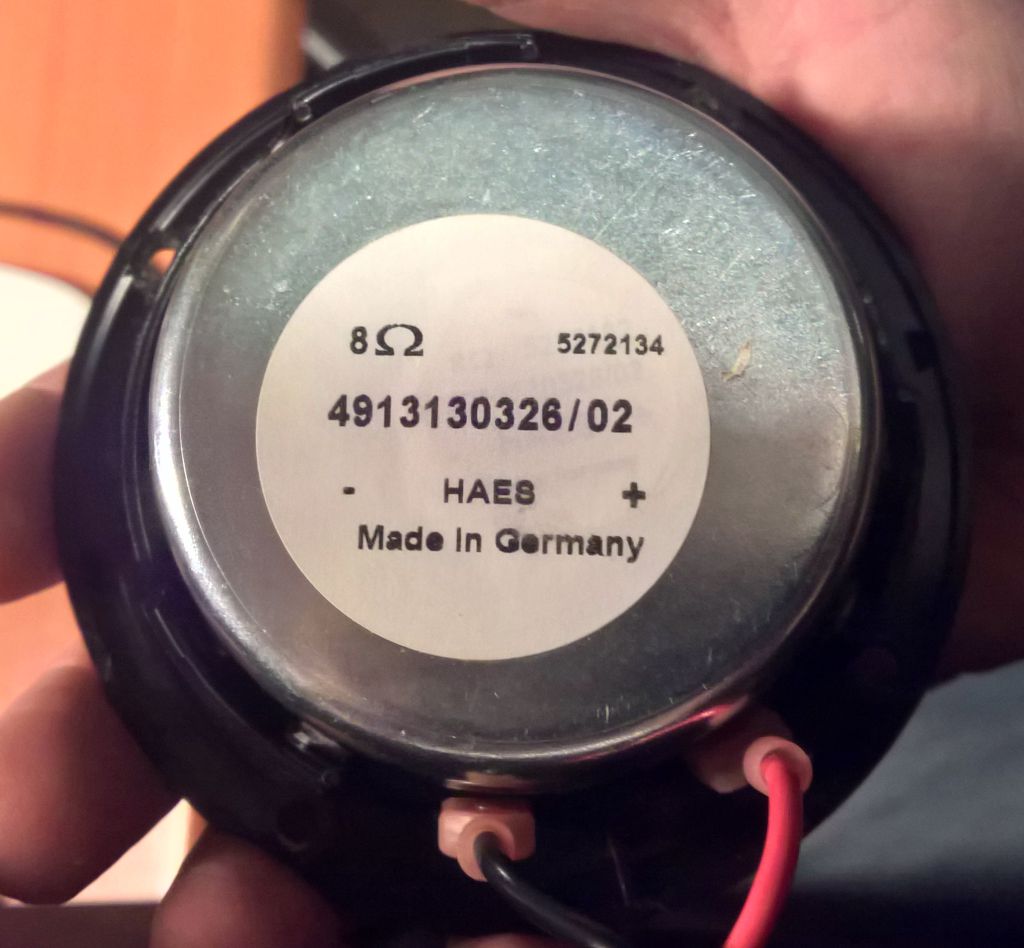 8Ω 5272134
4913130326/02
- HAES +
Made in Germany